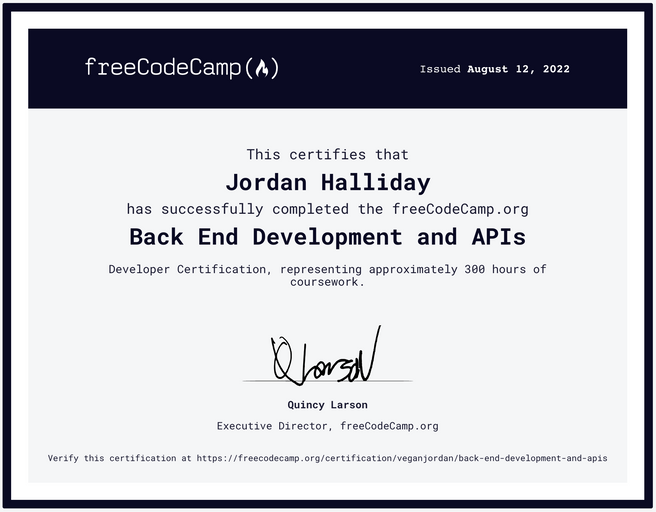 freeCodeCamp(🔥)
Issued August 12, 2022
This certifies that
Jordan Halliday
has successfully completed the freeCodeCamp.org
Back End Development and APIs
Developer Certification, representing approximately 300 hours of
coursework.
Q Larson
Quincy Larson
Executive Director, freeCodeCamp.org
Verify this certification at https://freecodecamp.org/certification/veganjordan/back-end-development-and-apis